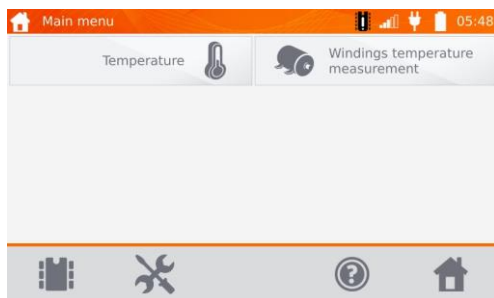 Main menu 05:48
Temperature
Windings temperature
measurement
?